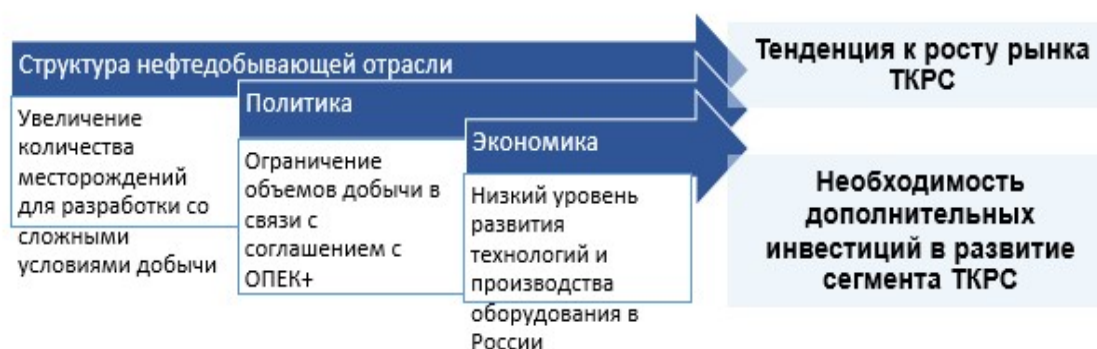 Структура нефтедобывающей отрасли
Увеличение
количества
месторождений
для разработки со
сложными
условиями добычи
Политика
Ограничение
объемов добычи в
связи с
соглашением с
ОПЕК+
Экономика
Низкий уровень
развития
технологий и
производства
оборудования в
России
Тенденция к росту рынка
ТКРС
Необходимость
дополнительных
инвестиций в развитие
сегмента ТКРС